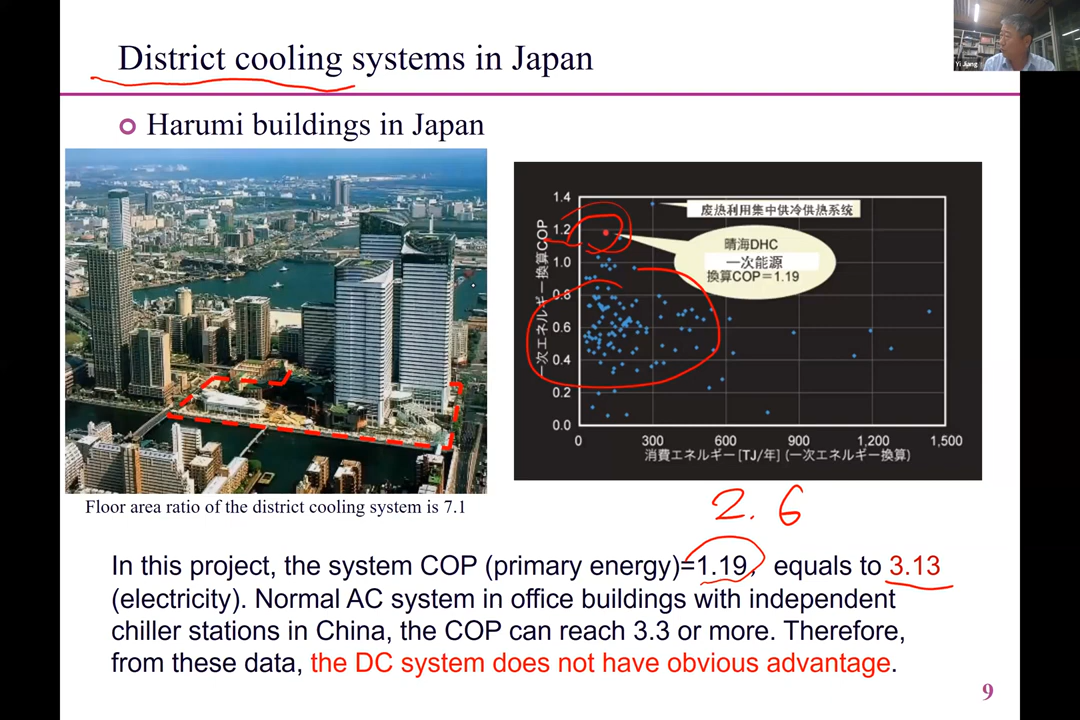 District cooling systems in Japan
Yi Jiang
Harumi buildings in Japan
Floor area ratio of the district cooling system is 7.1
一次エネルギー換算COP
1.4
1.2
1.0
0.8
0.6
0.4
0.2
0.0
0 300 600 900 1,200 1,500
消費エネルギー[TJ/年] (一次エネルギー換算)
废热利用集中供冷供热系统
晴海DHC
一次能源
換算COP=1.19
2.6
In this project, the system COP (primary energy)=1.19, equals to 3.13
(electricity). Normal AC system in office buildings with independent
chiller stations in China, the COP can reach 3.3 or more. Therefore,
from these data, the DC system does not have obvious advantage.
9